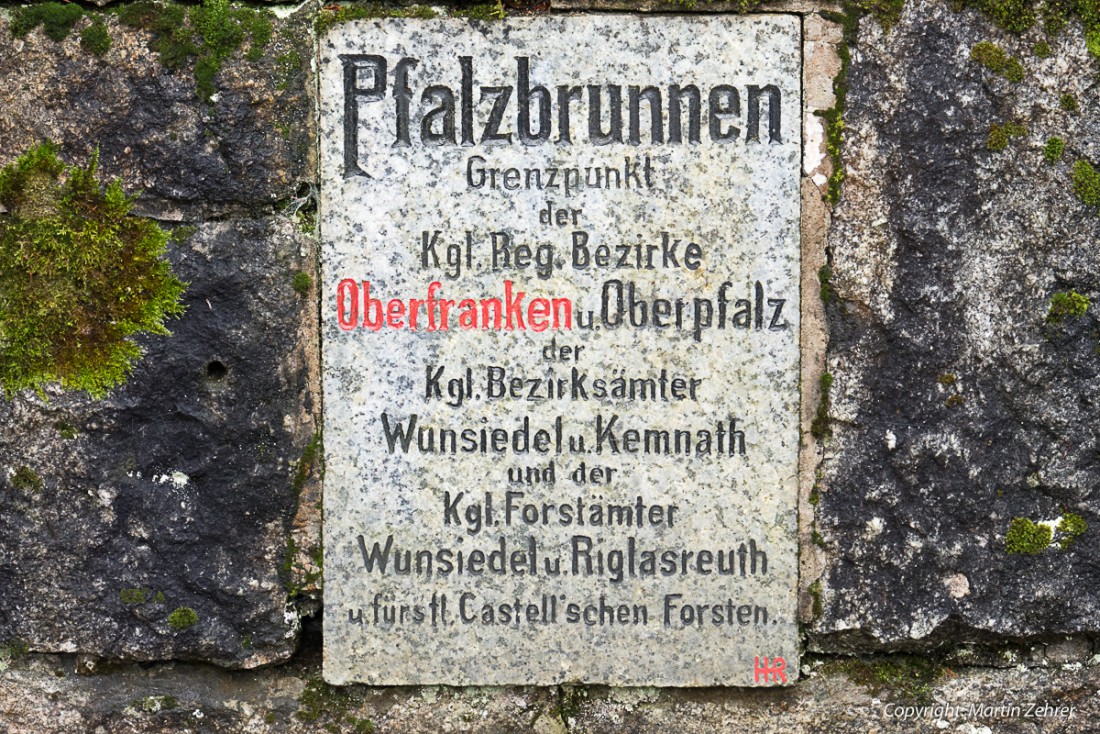 Pfalzbrunnen
Grenzpunkt
der
Kgl. Reg. Bezirke
Oberfranken u. Oberpfalz
der
Kgl. Bezirksämter
Wunsiedel u. Kemnath
und der
Kgl. Forstämter
Wunsiedel u. Riglasreuth
u. fürstl. Castell'schen Forsten.
HR
Copyright Martin Zehrer